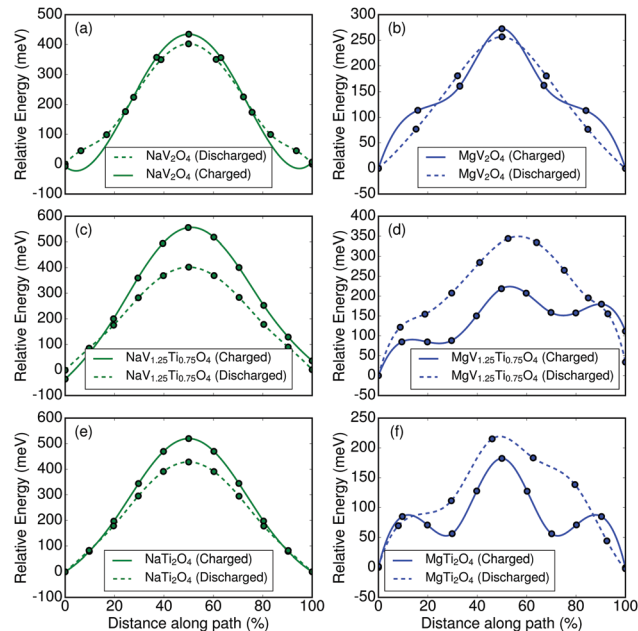 (a)
Relative Energy (meV)
500
400
300
200
100
0
-100
NaV₂O₄ (Discharged)
NaV₂O₄ (Charged)
(b)
Relative Energy (meV)
300
250
200
150
100
50
0
-50
MgV₂O₄ (Charged)
MgV₂O₄ (Discharged)
(c)
Relative Energy (meV)
600
500
400
300
200
100
0
-100
NaV₁.₂₅Ti₀.₇₅O₄ (Charged)
NaV₁.₂₅Ti₀.₇₅O₄ (Discharged)
(d)
Relative Energy (meV)
400
350
300
250
200
150
100
50
0
-50
MgV₁.₂₅Ti₀.₇₅O₄ (Charged)
MgV₁.₂₅Ti₀.₇₅O₄ (Discharged)
(e)
Relative Energy (meV)
600
500
400
300
200
100
0
-100
NaTi₂O₄ (Charged)
NaTi₂O₄ (Discharged)
0 20 40 60 80 100
Distance along path (%)
(f)
Relative Energy (meV)
250
200
150
100
50
0
-50
MgTi₂O₄ (Charged)
MgTi₂O₄ (Discharged)
0 20 40 60 80 100
Distance along path (%)